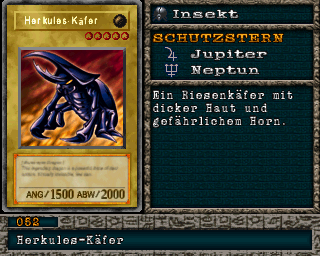 Herkules-Käfer
ANG/1500 ABW/2000
Insekt
SCHUTZSTERN
Jupiter
Neptun
Ein Riesenkäfer mit
dicker Haut und
gefährlichem Horn.
052
Herkules-Käfer